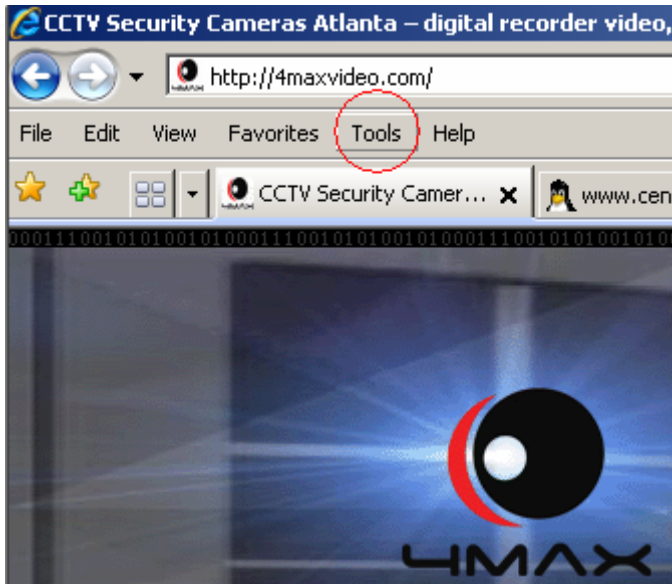 CCTV Security Cameras Atlanta – digital recorder video,
http://4maxvideo.com/
File Edit View Favorites Tools Help
CCTV Security Camer... www.cen
4MAX